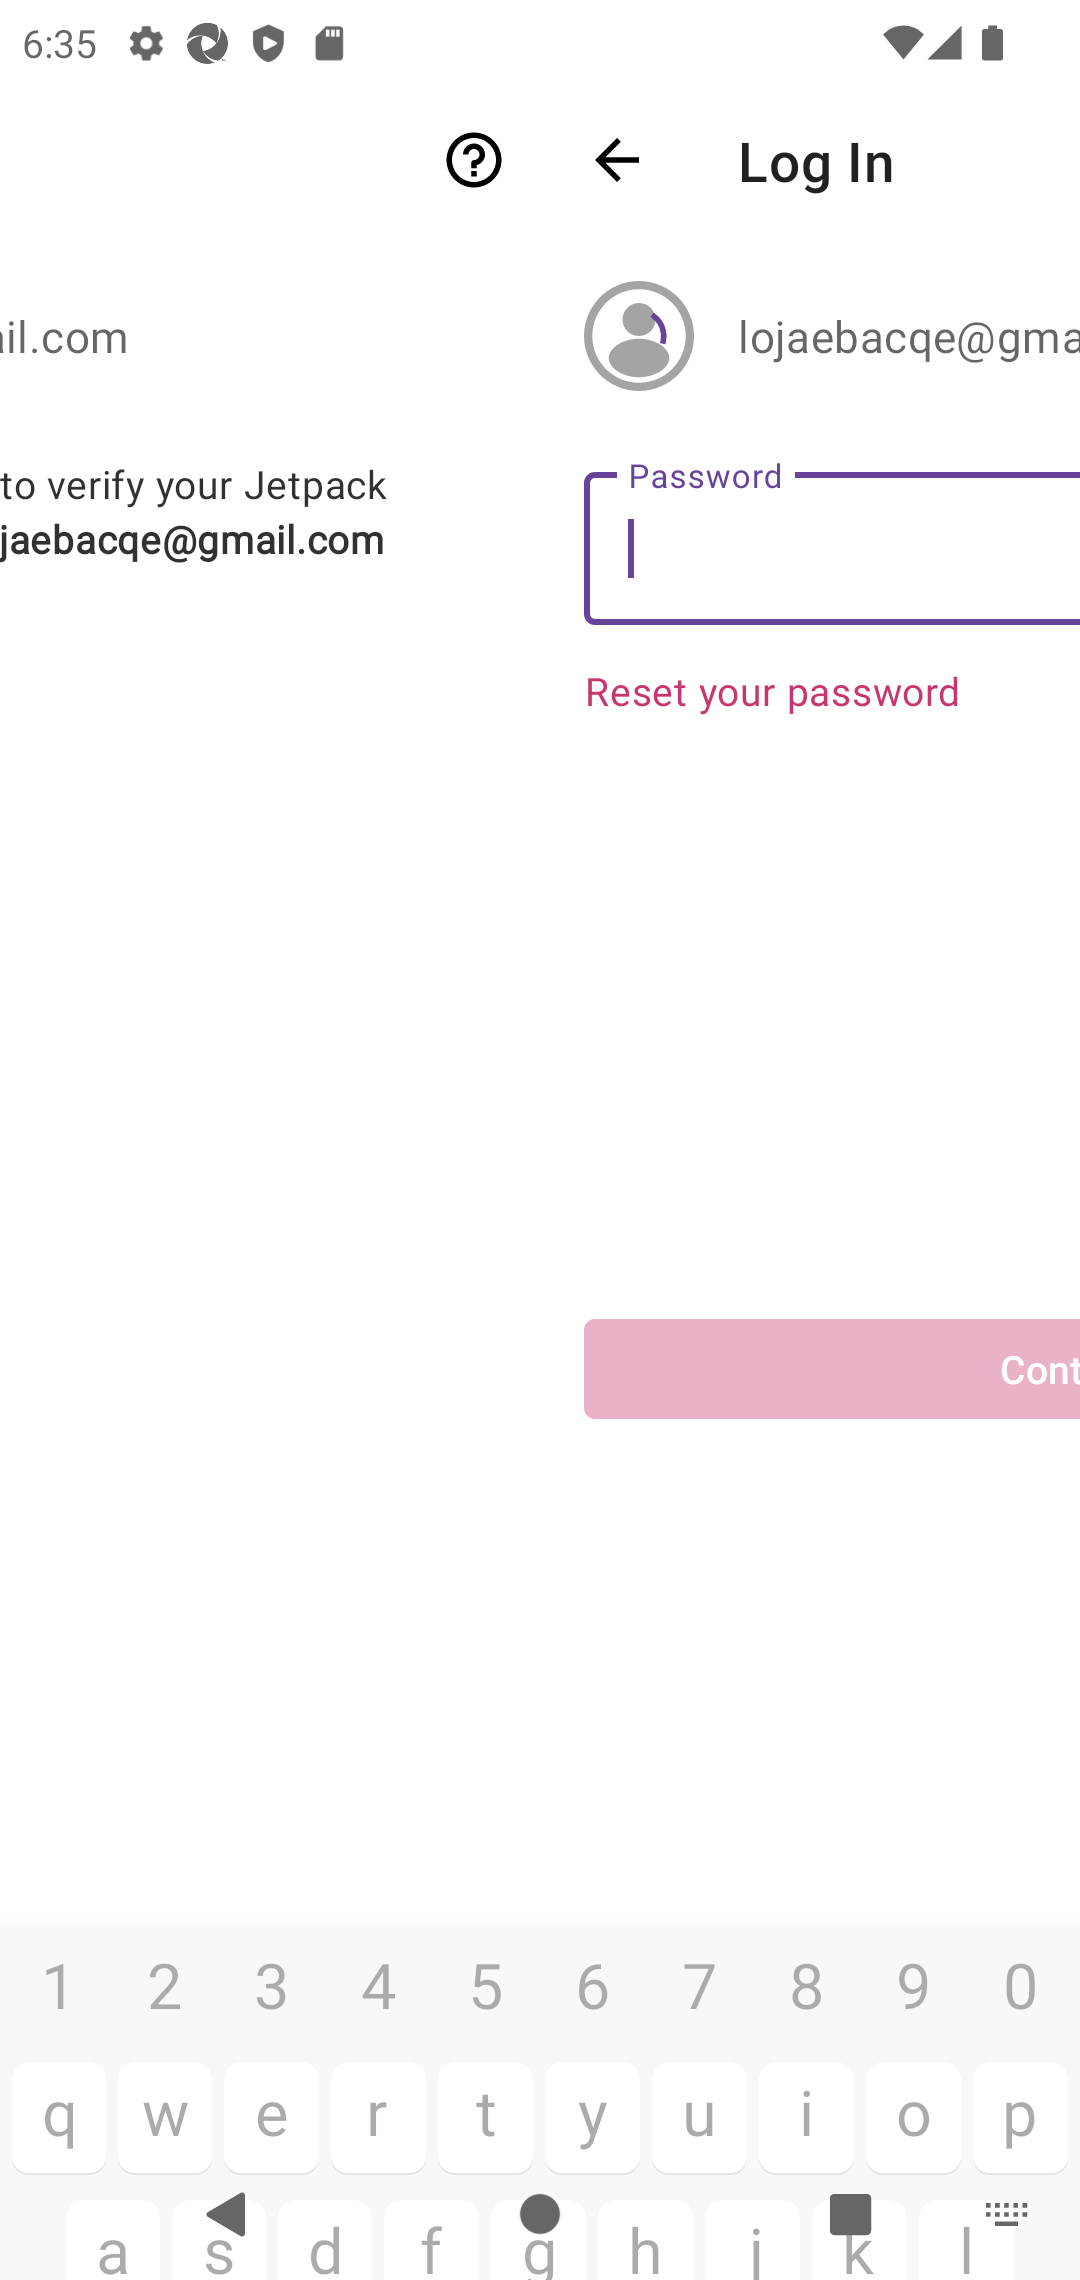 6:35
Log In
ail.com
lojaebacqe@gma
to verify your Jetpack
jaebacqe@gmail.com
Password
Reset your password
Cont
1 2 3 4 5 6 7 8 9 0
q w e r t y u i o p
a s d f g h j k l